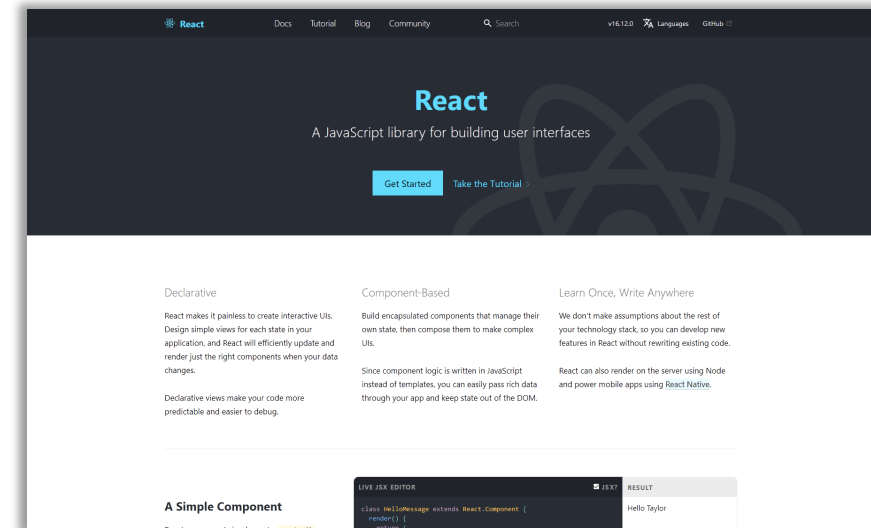 React
Docs Tutorial Blog Community
Search
v16.12.0 Languages GitHub
React
A JavaScript library for building user interfaces
Get Started Take the Tutorial
Declarative
React makes it painless to create interactive UIs.
Design simple views for each state in your
application, and React will efficiently update and
render just the right components when your data
changes.
Declarative views make your code more
predictable and easier to debug.
Component-Based
Build encapsulated components that manage their
own state, then compose them to make complex
UIs.
Since component logic is written in JavaScript
instead of templates, you can easily pass rich data
through your app and keep state out of the DOM.
Learn Once, Write Anywhere
We don't make assumptions about the rest of
your technology stack, so you can develop new
features in React without rewriting existing code.
React can also render on the server using Node
and power mobile apps using React Native.
A Simple Component
LIVE JSX EDITOR JSX?
class HelloMessage extends React.Component {
render() {
return (
RESULT
Hello Taylor